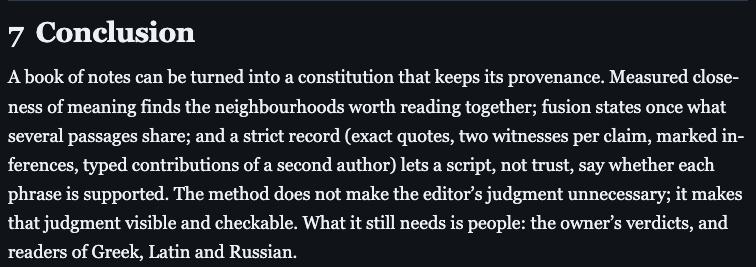 7 Conclusion
A book of notes can be turned into a constitution that keeps its provenance. Measured close-
ness of meaning finds the neighbourhoods worth reading together; fusion states once what
several passages share; and a strict record (exact quotes, two witnesses per claim, marked in-
ferences, typed contributions of a second author) lets a script, not trust, say whether each
phrase is supported. The method does not make the editor’s judgment unnecessary; it makes
that judgment visible and checkable. What it still needs is people: the owner’s verdicts, and
readers of Greek, Latin and Russian.